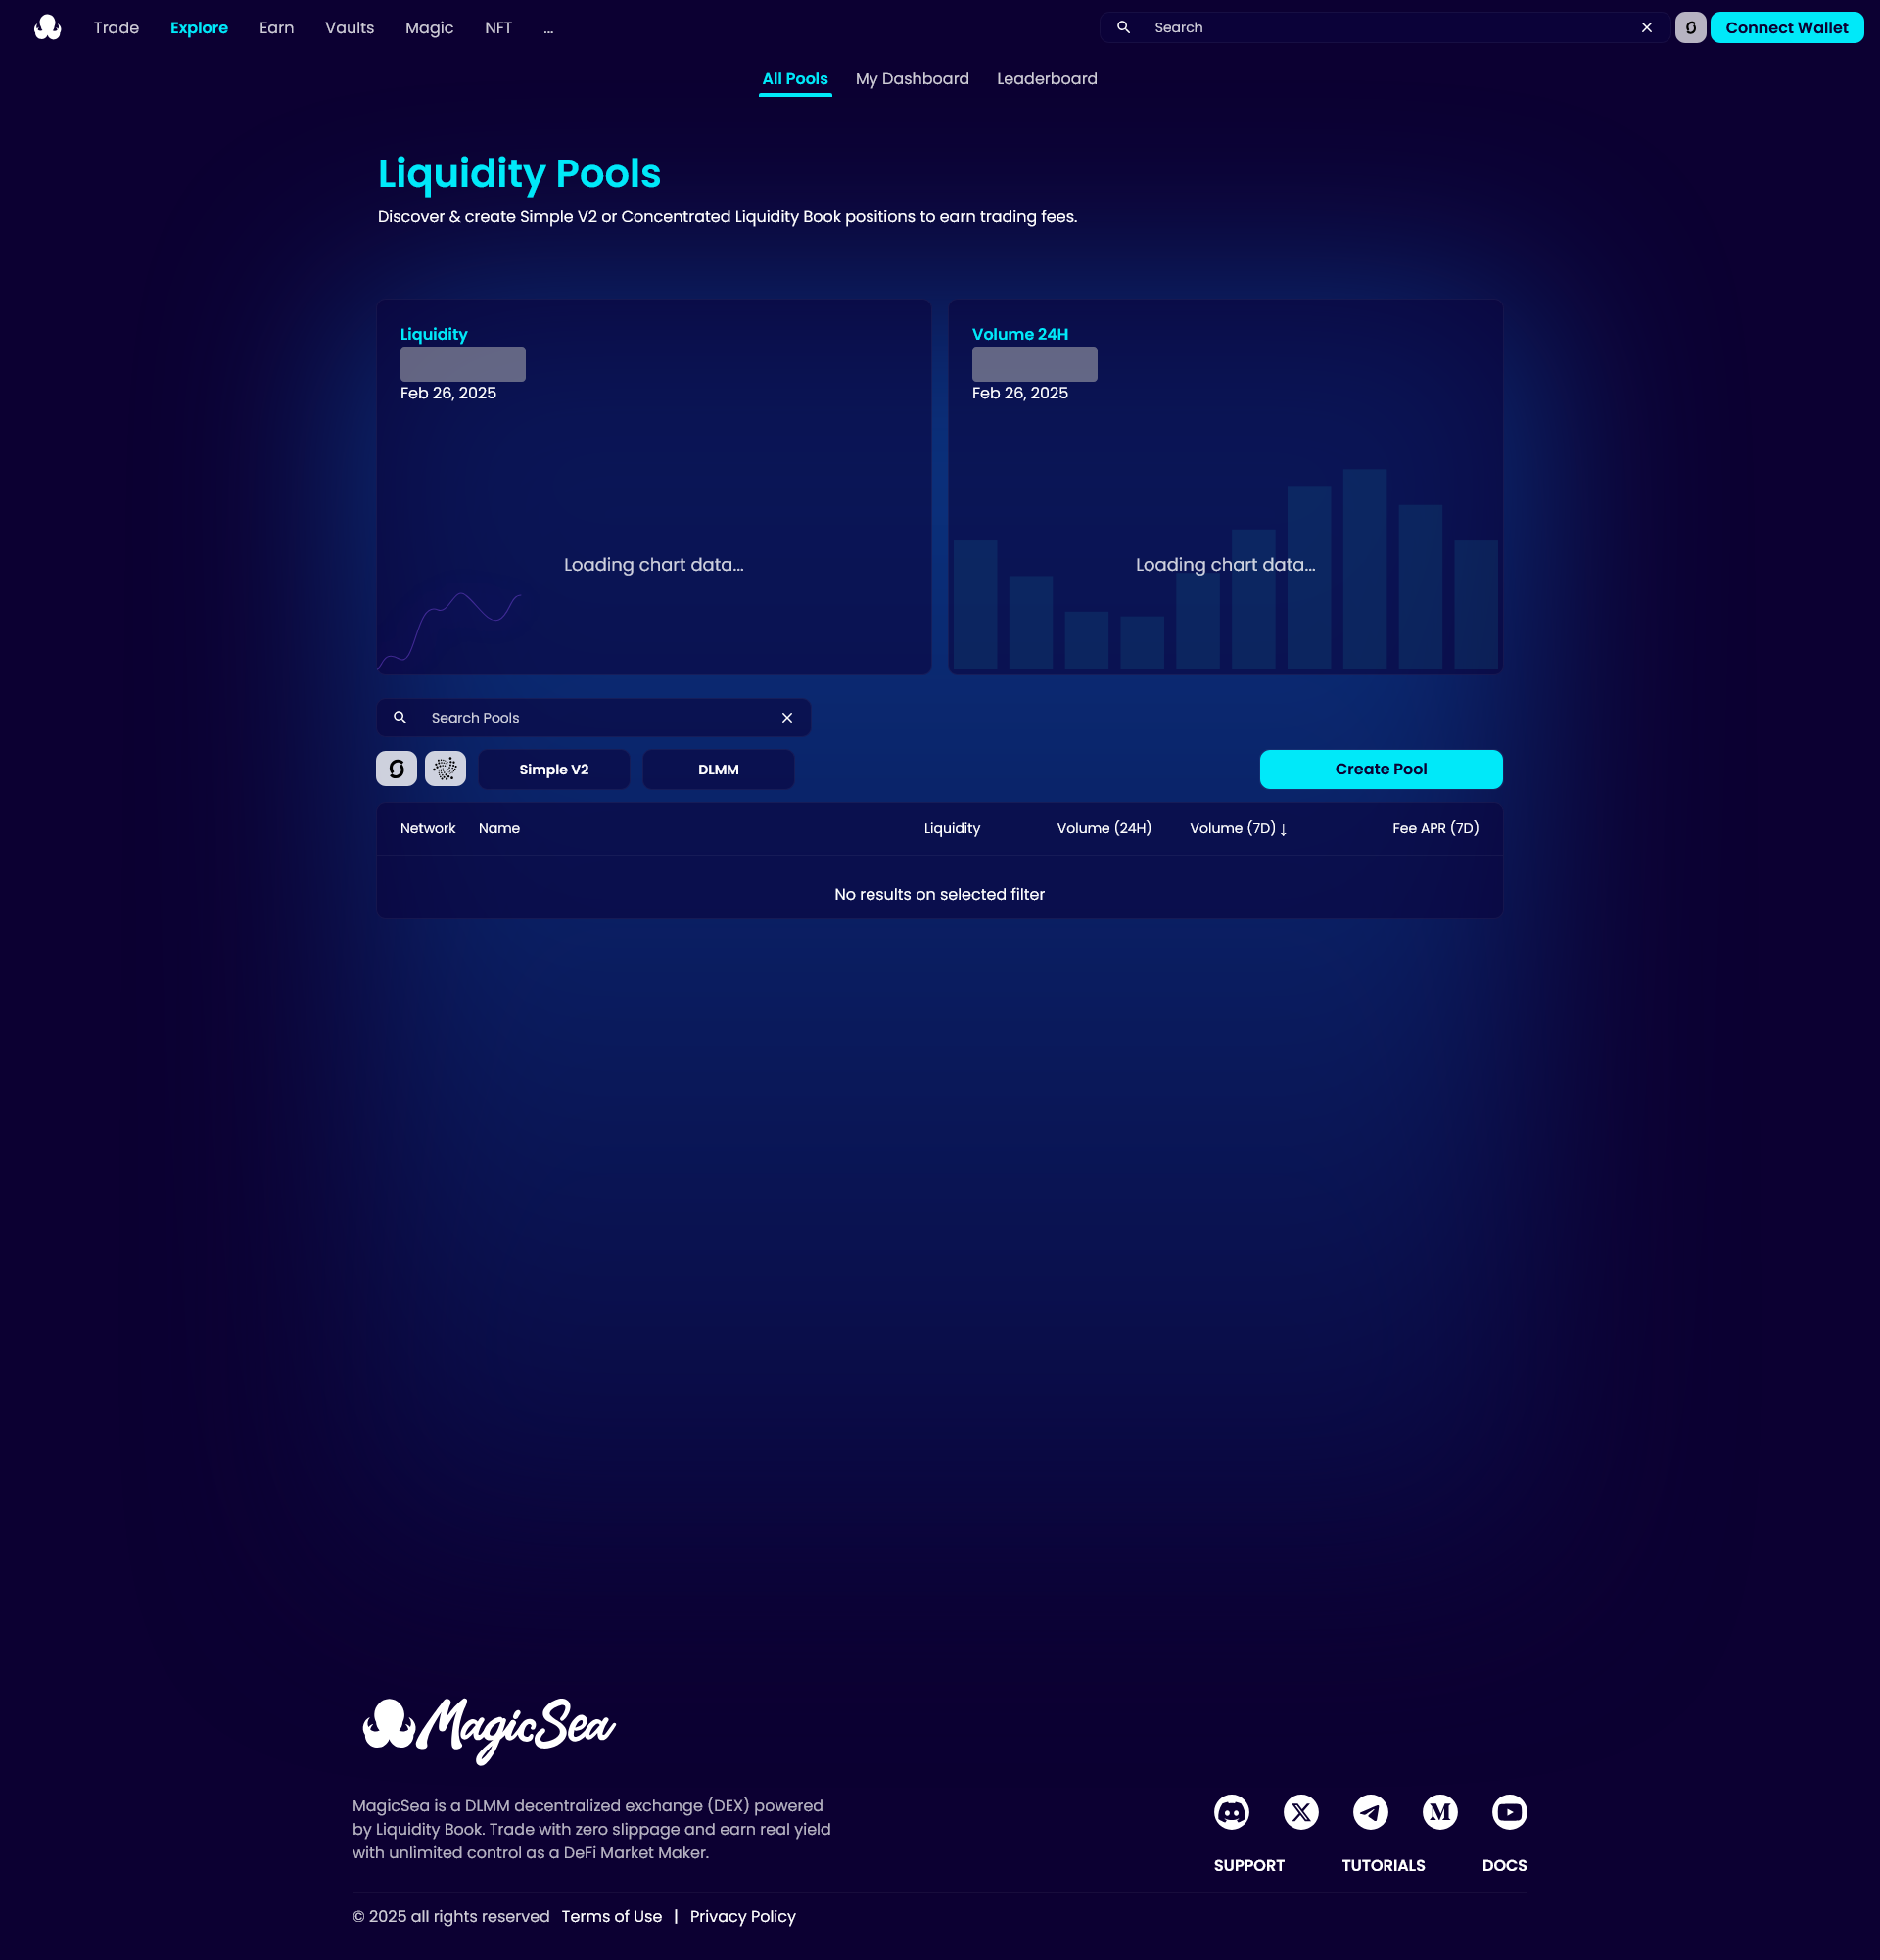 Trade Explore Earn Vaults Magic NFT ... Search Connect Wallet
All Pools My Dashboard Leaderboard
Liquidity Pools
Discover & create Simple V2 or Concentrated Liquidity Book positions to earn trading fees.
Liquidity
Feb 26, 2025
Loading chart data...
Volume 24H
Feb 26, 2025
Loading chart data...
Search Pools
Simple V2 DLMM Create Pool
Network Name Liquidity Volume (24H) Volume (7D) ↓ Fee APR (7D)
No results on selected filter
MagicSea
MagicSea is a DLMM decentralized exchange (DEX) powered
by Liquidity Book. Trade with zero slippage and earn real yield
with unlimited control as a DeFi Market Maker.
SUPPORT TUTORIALS DOCS
© 2025 all rights reserved Terms of Use | Privacy Policy